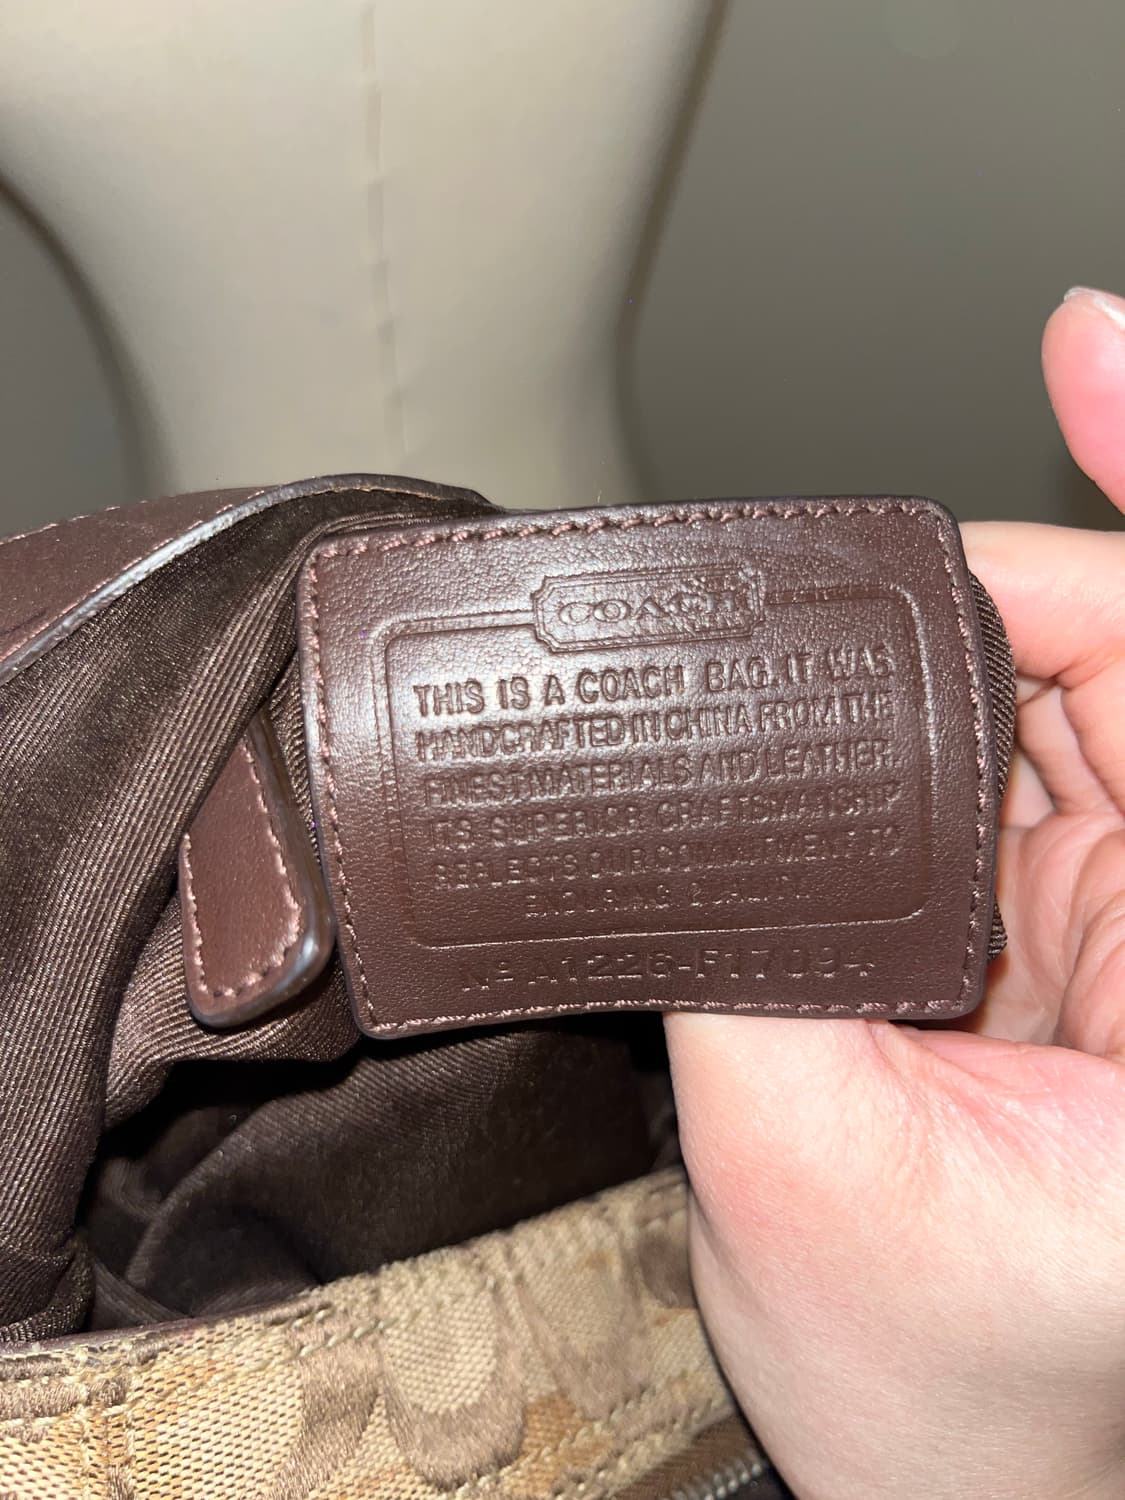 COACH
THIS IS A COACH BAG. IT WAS
HANDCRAFTED IN CHINA FROM THE
FINEST MATERIALS AND LEATHER.
ITS SUPERIOR CRAFTSMANSHIP
REFLECTS OUR COMMITMENT TO
ENDURING QUALITY.
Nº A1226-F17094